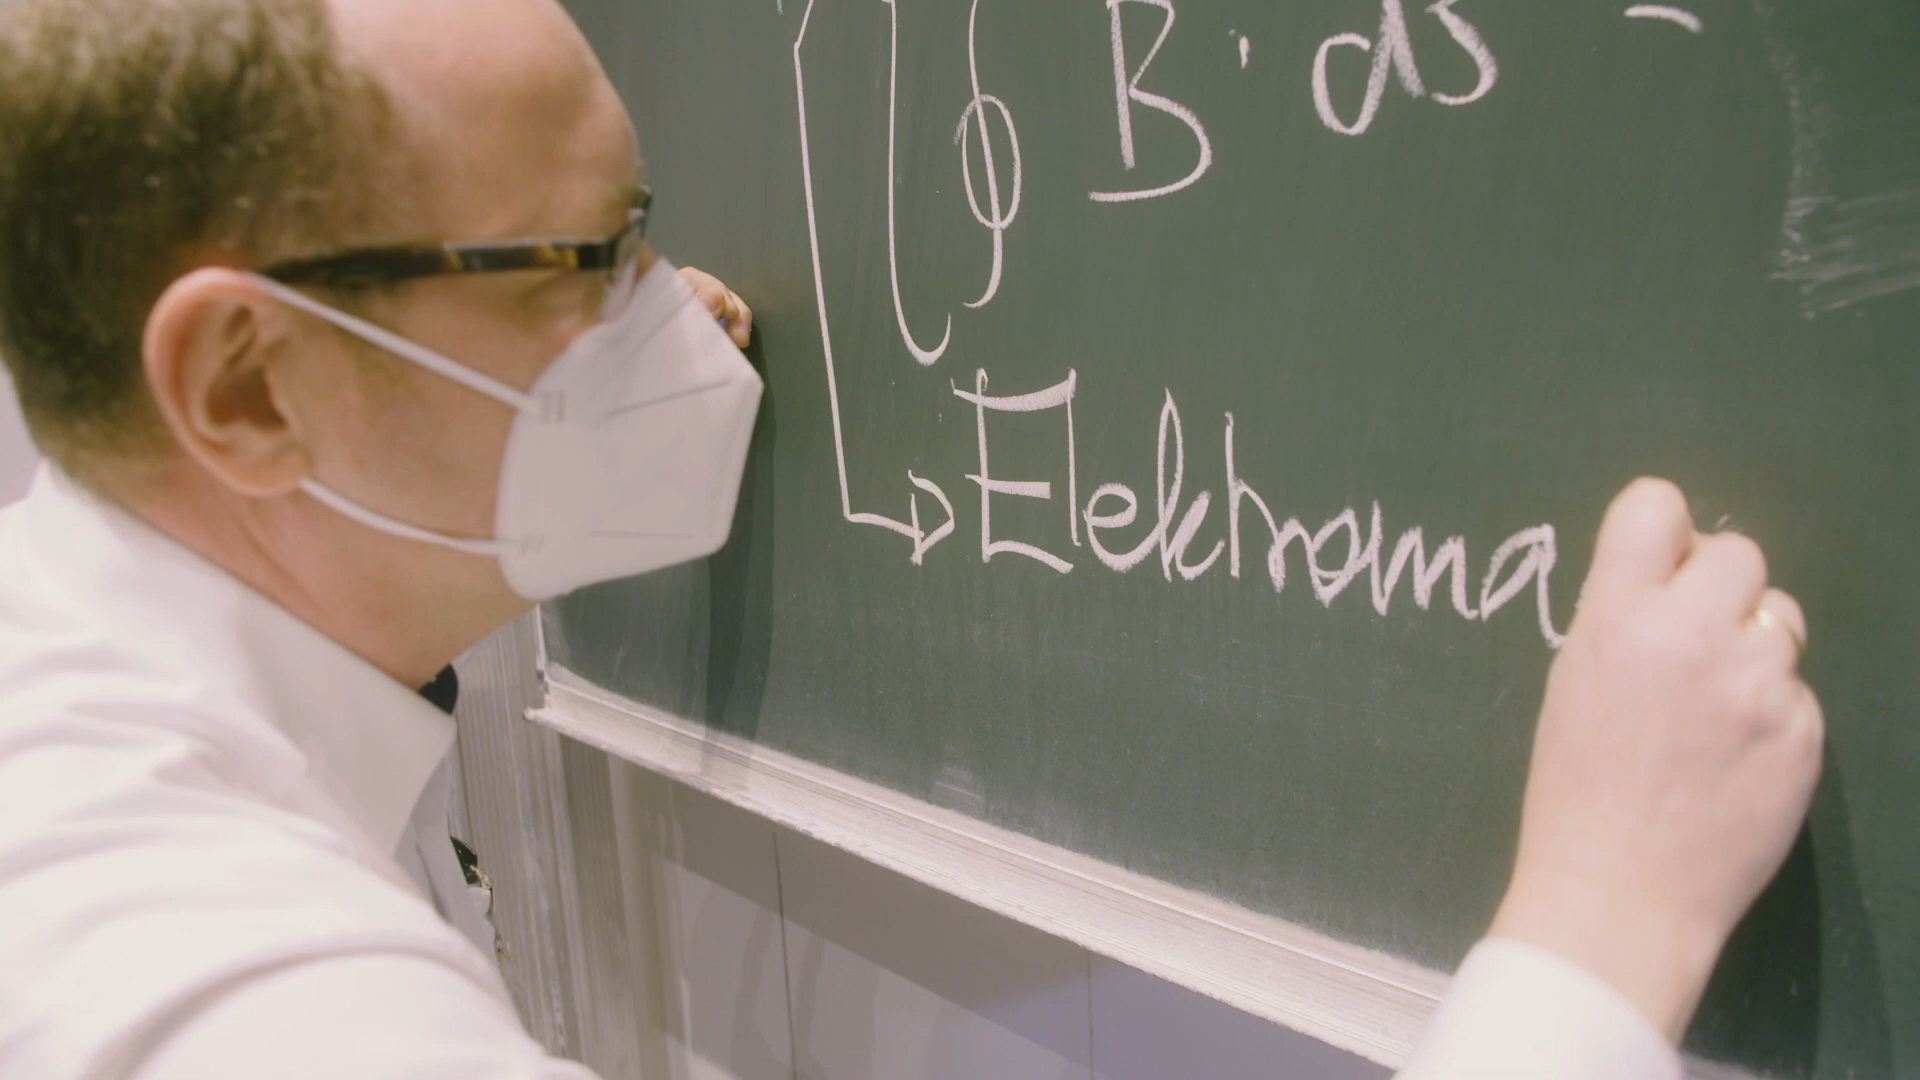 ∮ B · ds =
Elektroma